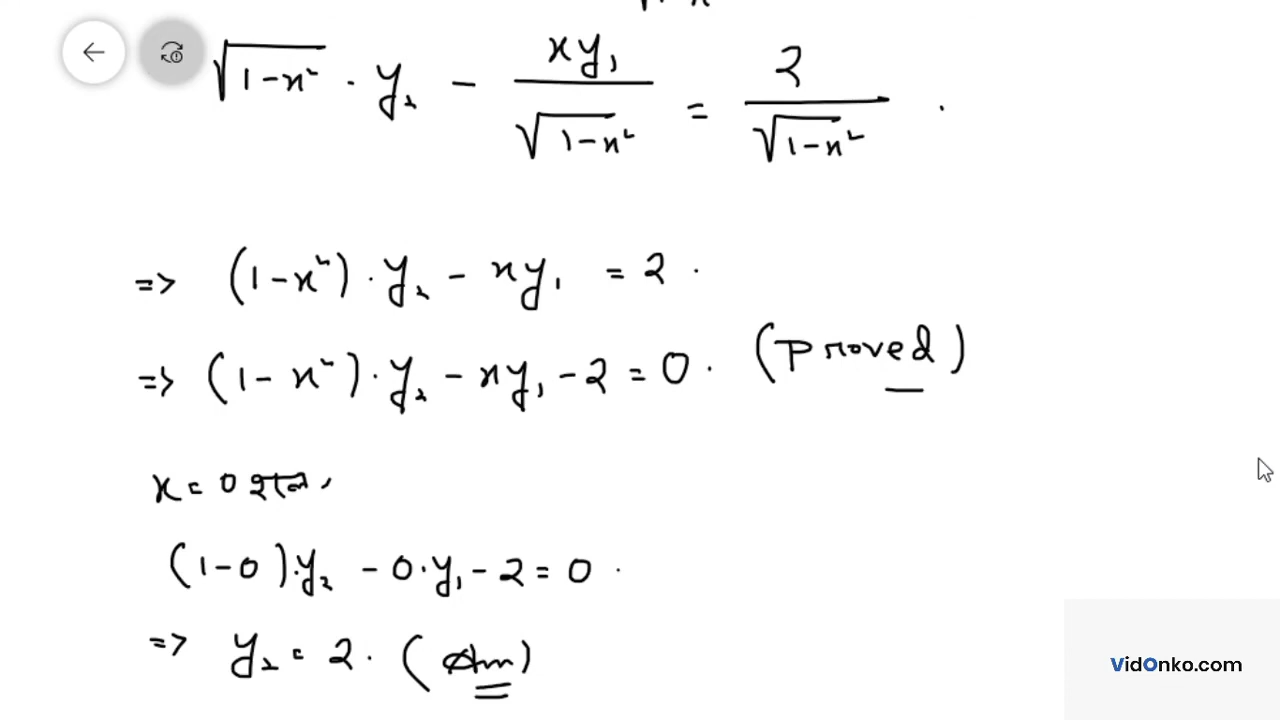 √1-x² · y₂ - xy₁/√1-x² = 2/√1-x² .
=> (1-x²) · y₂ - xy₁ = 2 .
=> (1-x²) · y₂ - xy₁ - 2 = 0 . (Proved)
x = 0 হলে,
(1-0) · y₂ - 0 · y₁ - 2 = 0 .
=> y₂ = 2 . (Ans)
VidOnko.com